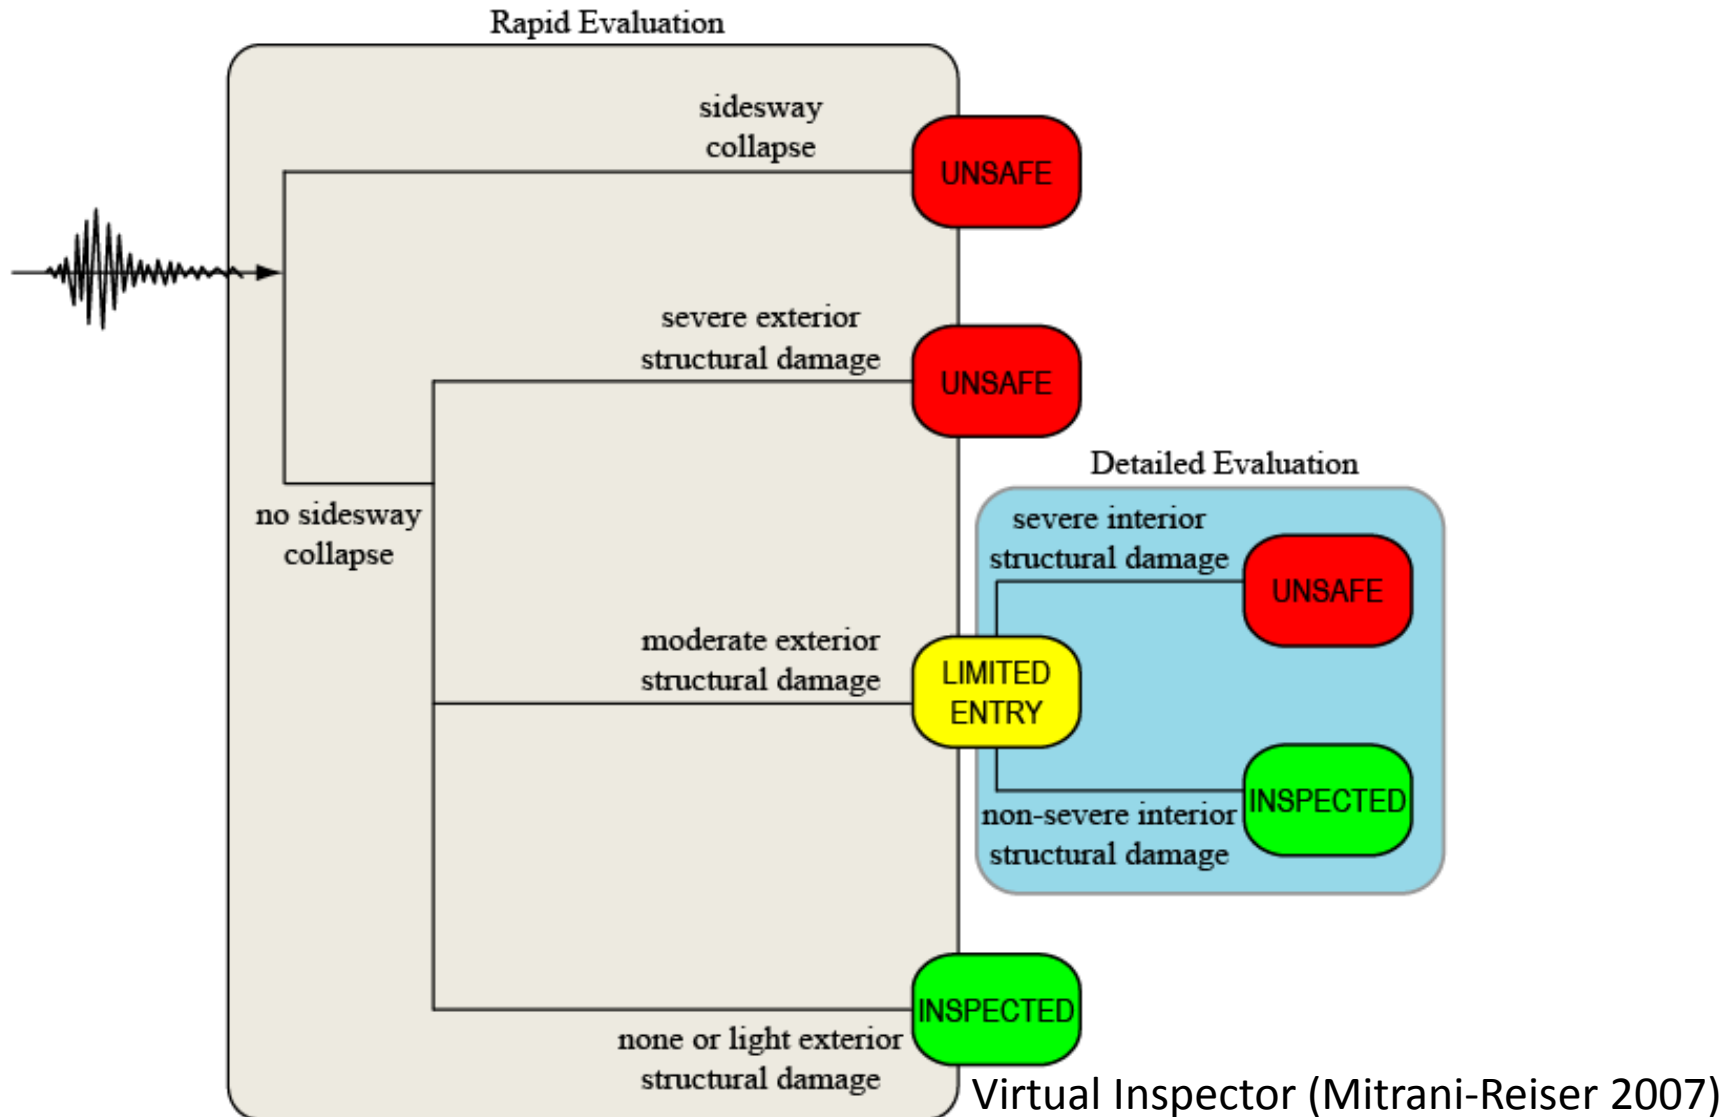 Rapid Evaluation
sidesway
collapse
UNSAFE
severe exterior
structural damage
UNSAFE
no sidesway
collapse
Detailed Evaluation
severe interior
structural damage
UNSAFE
moderate exterior
structural damage
LIMITED
ENTRY
non-severe interior
structural damage
INSPECTED
none or light exterior
structural damage
INSPECTED
Virtual Inspector (Mitrani-Reiser 2007)